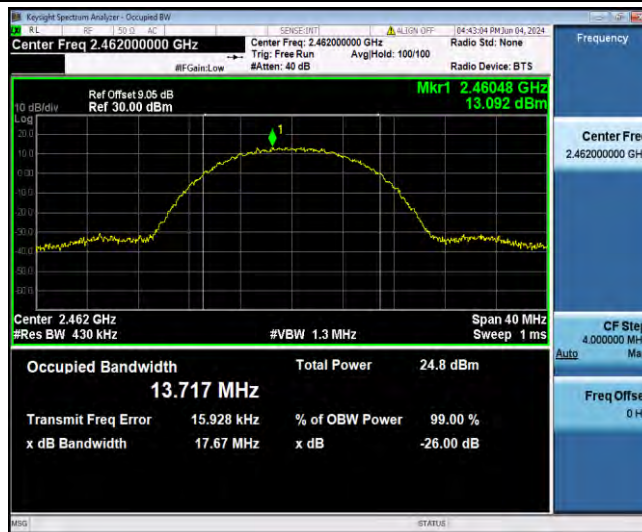 Keysight Spectrum Analyzer - Occupied BW
RL RF 50 Ω AC SENSE:INT ALIGN OFF 04:43:04 PM Jun 04, 2024
Center Freq 2.462000000 GHz
Center Freq: 2.462000000 GHz
Radio Std: None
Trig: Free Run Avg|Hold: 100/100
#IFGain:Low #Atten: 40 dB Radio Device: BTS
Ref Offset 9.05 dB
Ref 30.00 dBm
Mkr1 2.46048 GHz
13.092 dBm
10 dB/div
Log
20.0
10.0
0.00
-10.0
-20.0
-30.0
-40.0
-50.0
-60.0
1
Center 2.462 GHz Span 40 MHz
#Res BW 430 kHz #VBW 1.3 MHz Sweep 1 ms
Occupied Bandwidth Total Power 24.8 dBm
13.717 MHz
Transmit Freq Error 15.928 kHz % of OBW Power 99.00 %
x dB Bandwidth 17.67 MHz x dB -26.00 dB
MSG STATUS
Frequency
Center Fre
2.462000000 GH
CF Ste
4.000000 MH
Auto Ma
Freq Offse
0 H